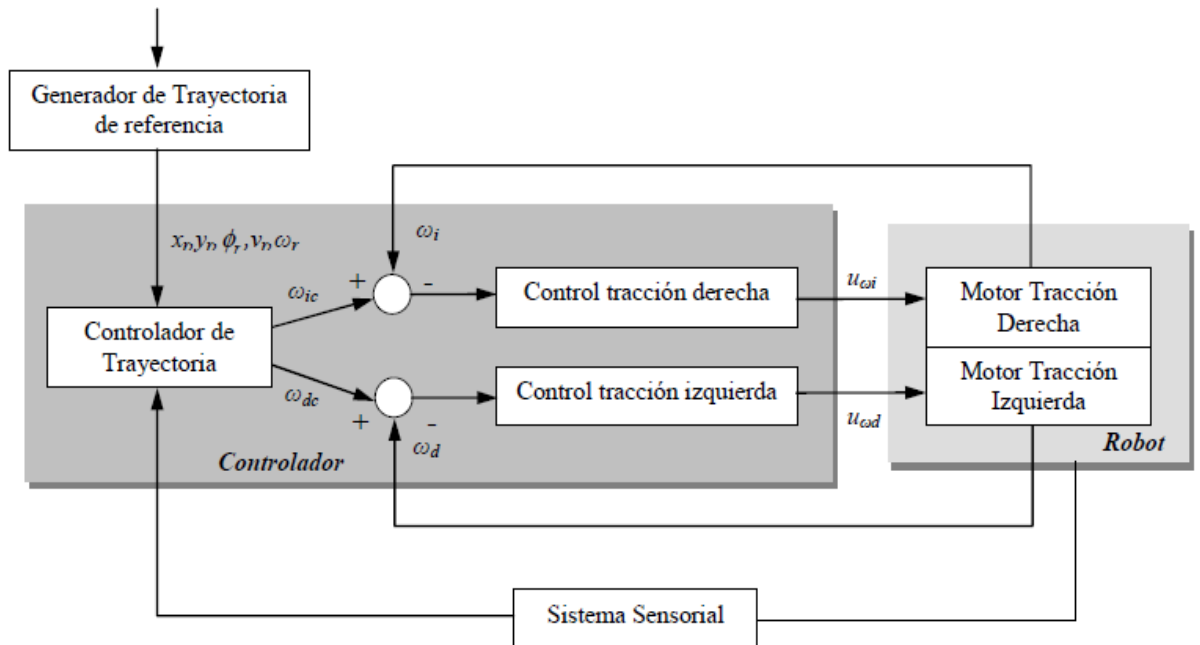 Generador de Trayectoria
de referencia
xr,yr,ϕr,vr,ωr
ωi
+
-
ωic
Control tracción derecha
uωi
Motor Tracción
Derecha
Controlador de
Trayectoria
ωdc
+
-
ωd
Control tracción izquierda
uωd
Motor Tracción
Izquierda
Controlador
Robot
Sistema Sensorial